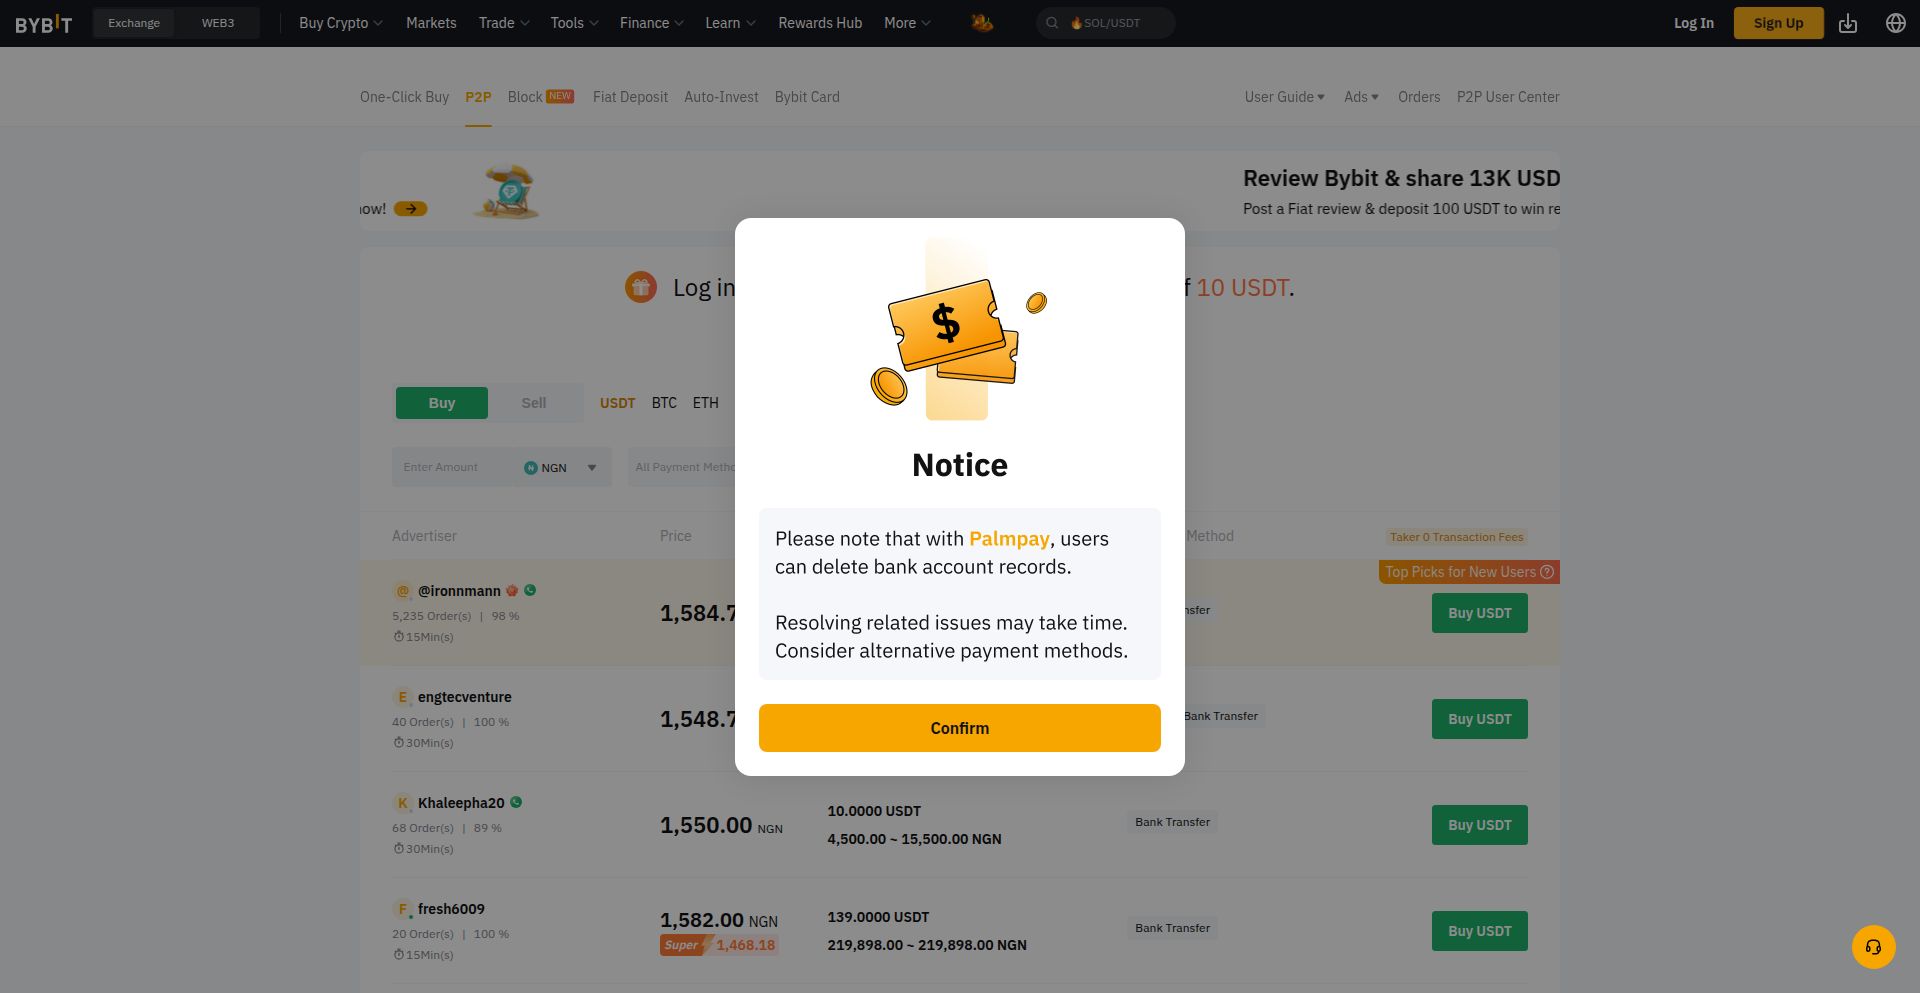 BYBIT Exchange WEB3 Buy Crypto Markets Trade Tools Finance Learn Rewards Hub More SOL/USDT Log In Sign Up
One-Click Buy P2P Block NEW Fiat Deposit Auto-Invest Bybit Card User Guide Ads Orders P2P User Center
Review Bybit & share 13K USD
now! Post a Fiat review & deposit 100 USDT to win re
Log in 10 USDT.
$
Buy Sell USDT BTC ETH
Enter Amount NGN All Payment Metho
Notice
Please note that with Palmpay, users
can delete bank account records.
Resolving related issues may take time.
Consider alternative payment methods.
Confirm
Advertiser Price Method Taker 0 Transaction Fees
Top Picks for New Users
@ @ironnmann
5,235 Order(s) | 98 %
15Min(s)
1,584.7
nsfer
Buy USDT
E engtecventure
40 Order(s) | 100 %
30Min(s)
1,548.7
Bank Transfer
Buy USDT
K Khaleepha20
68 Order(s) | 89 %
30Min(s)
1,550.00 NGN
10.0000 USDT
4,500.00 ~ 15,500.00 NGN
Bank Transfer
Buy USDT
F fresh6009
20 Order(s) | 100 %
15Min(s)
1,582.00 NGN
Super 1,468.18
139.0000 USDT
219,898.00 ~ 219,898.00 NGN
Bank Transfer
Buy USDT